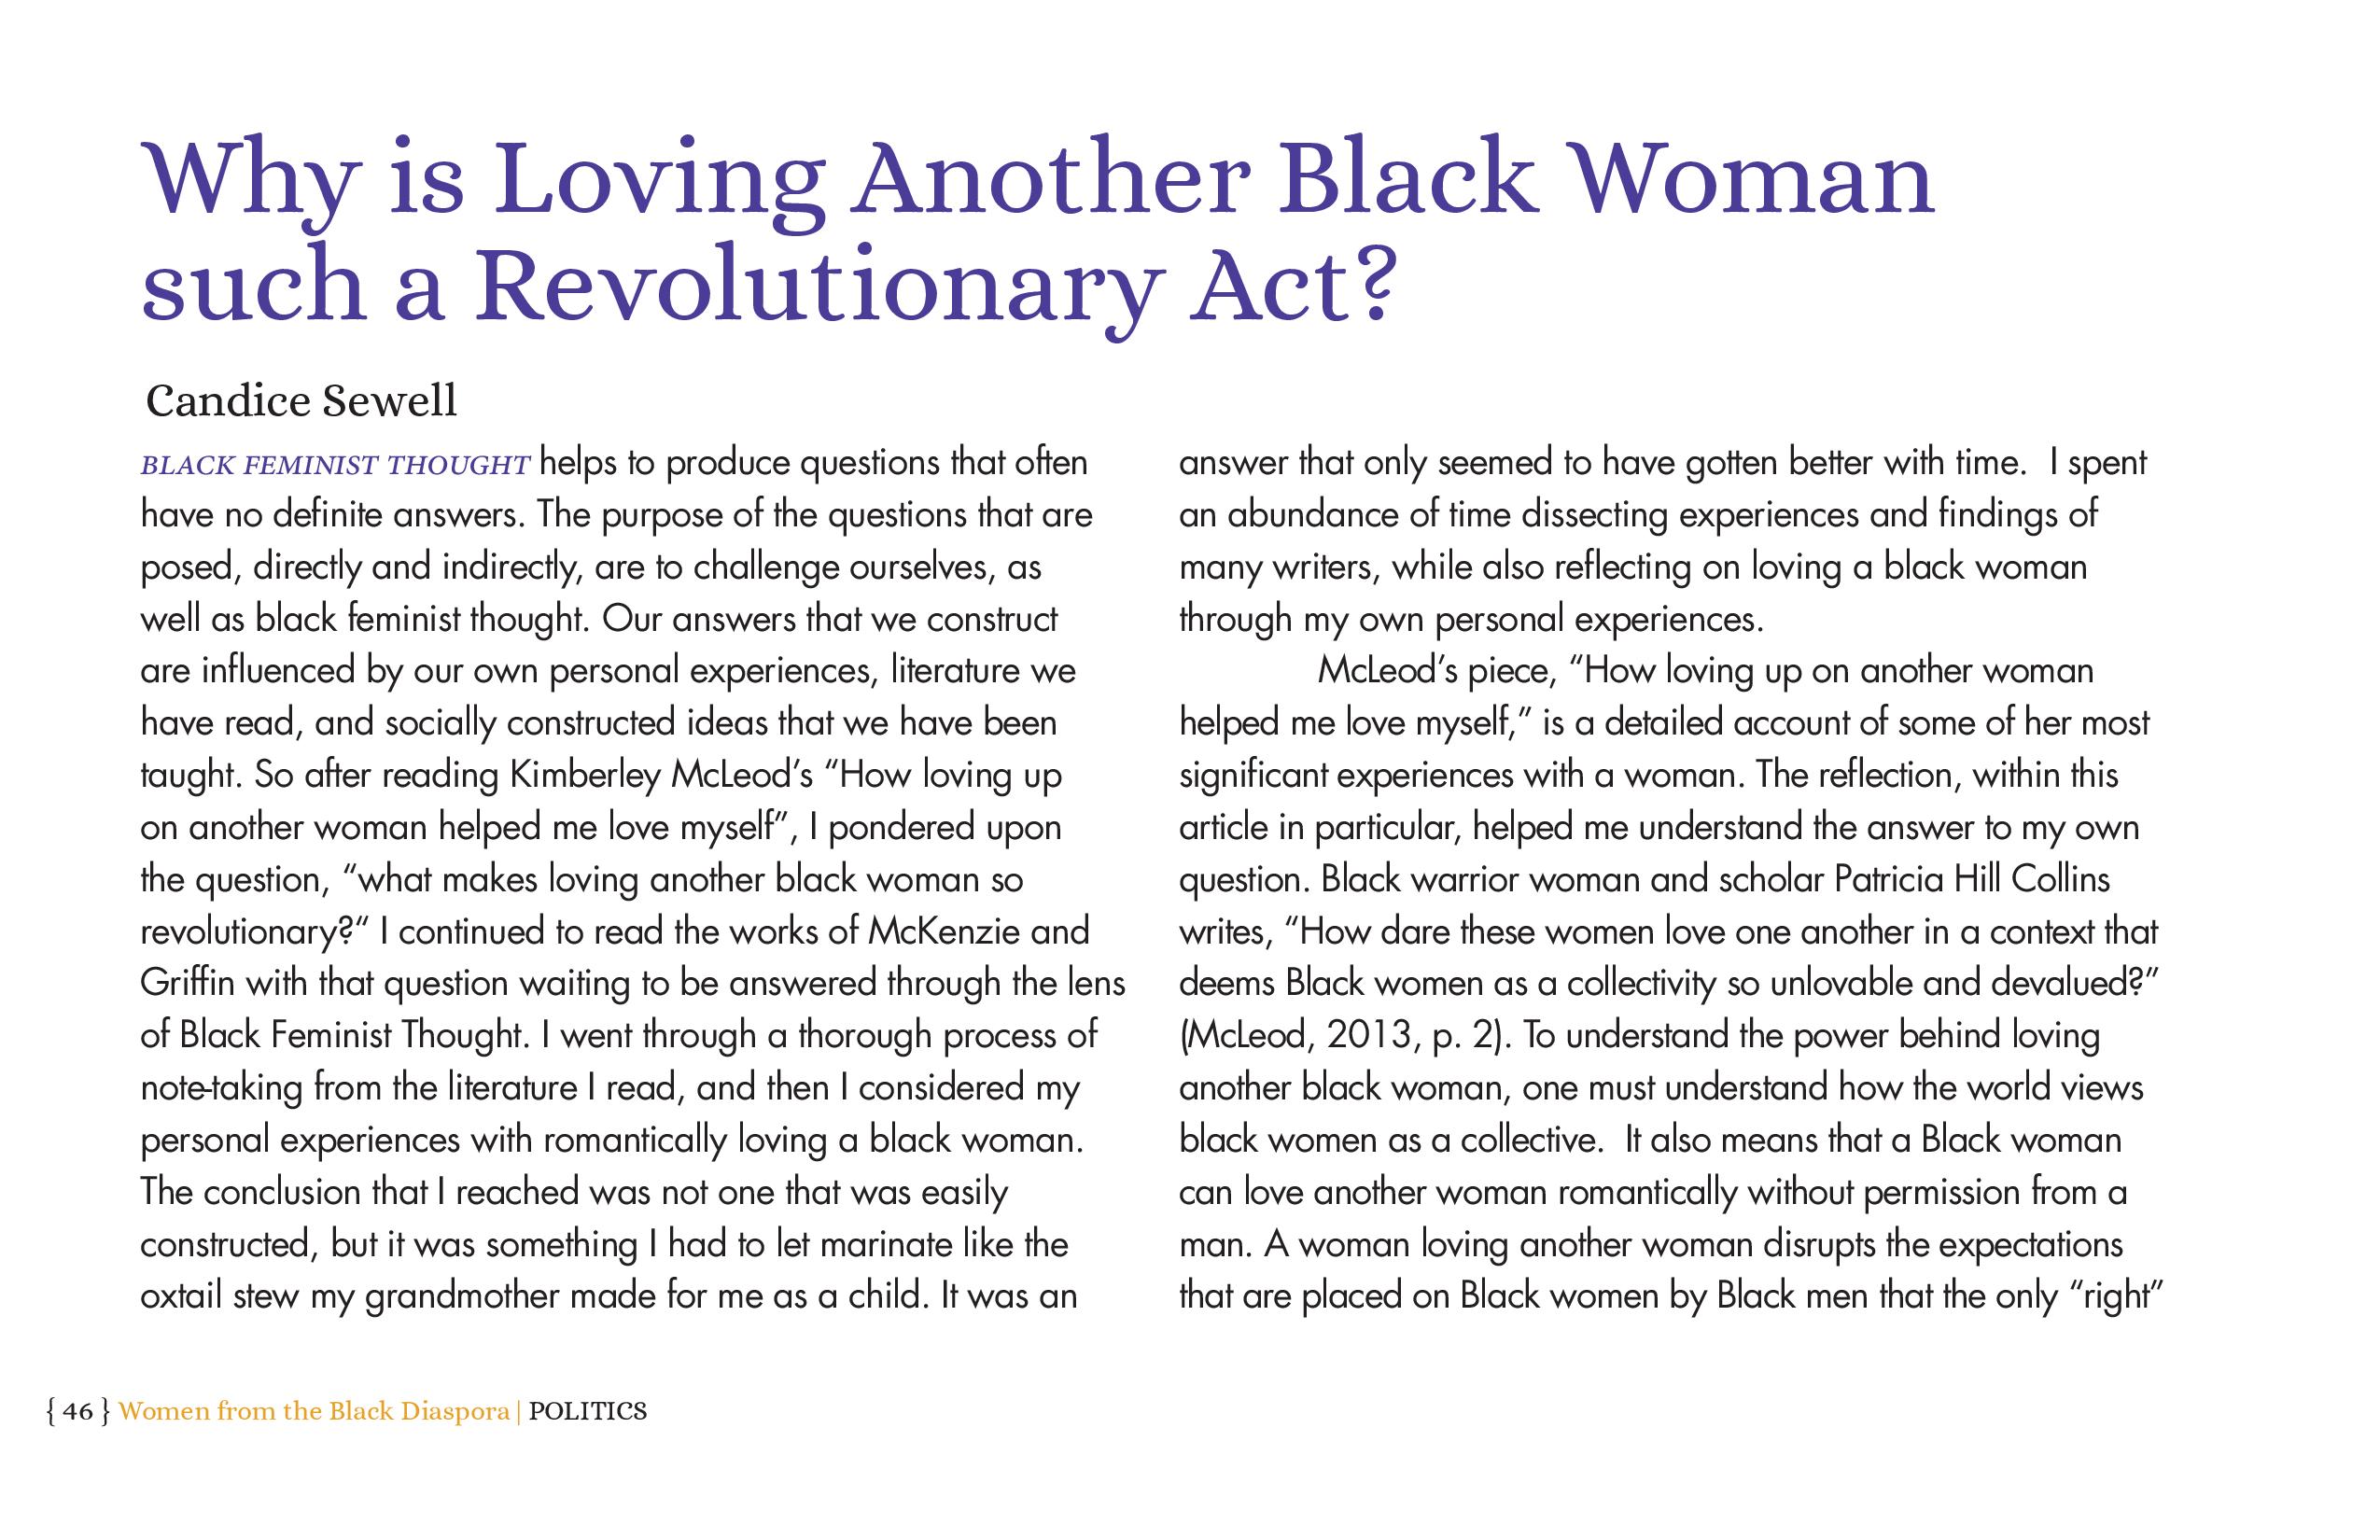 Why is Loving Another Black Woman
such a Revolutionary Act?
Candice Sewell
BLACK FEMINIST THOUGHT helps to produce questions that often
have no definite answers. The purpose of the questions that are
posed, directly and indirectly, are to challenge ourselves, as
well as black feminist thought. Our answers that we construct
are influenced by our own personal experiences, literature we
have read, and socially constructed ideas that we have been
taught. So after reading Kimberley McLeod’s “How loving up
on another woman helped me love myself”, I pondered upon
the question, “what makes loving another black woman so
revolutionary?“ I continued to read the works of McKenzie and
Griffin with that question waiting to be answered through the lens
of Black Feminist Thought. I went through a thorough process of
note-taking from the literature I read, and then I considered my
personal experiences with romantically loving a black woman.
The conclusion that I reached was not one that was easily
constructed, but it was something I had to let marinate like the
oxtail stew my grandmother made for me as a child. It was an
answer that only seemed to have gotten better with time.  I spent
an abundance of time dissecting experiences and findings of
many writers, while also reflecting on loving a black woman
through my own personal experiences.
McLeod’s piece, “How loving up on another woman
helped me love myself,” is a detailed account of some of her most
significant experiences with a woman. The reflection, within this
article in particular, helped me understand the answer to my own
question. Black warrior woman and scholar Patricia Hill Collins
writes, “How dare these women love one another in a context that
deems Black women as a collectivity so unlovable and devalued?”
(McLeod, 2013, p. 2). To understand the power behind loving
another black woman, one must understand how the world views
black women as a collective.  It also means that a Black woman
can love another woman romantically without permission from a
man. A woman loving another woman disrupts the expectations
that are placed on Black women by Black men that the only “right”
{ 46 } Women from the Black Diaspora | POLITICS